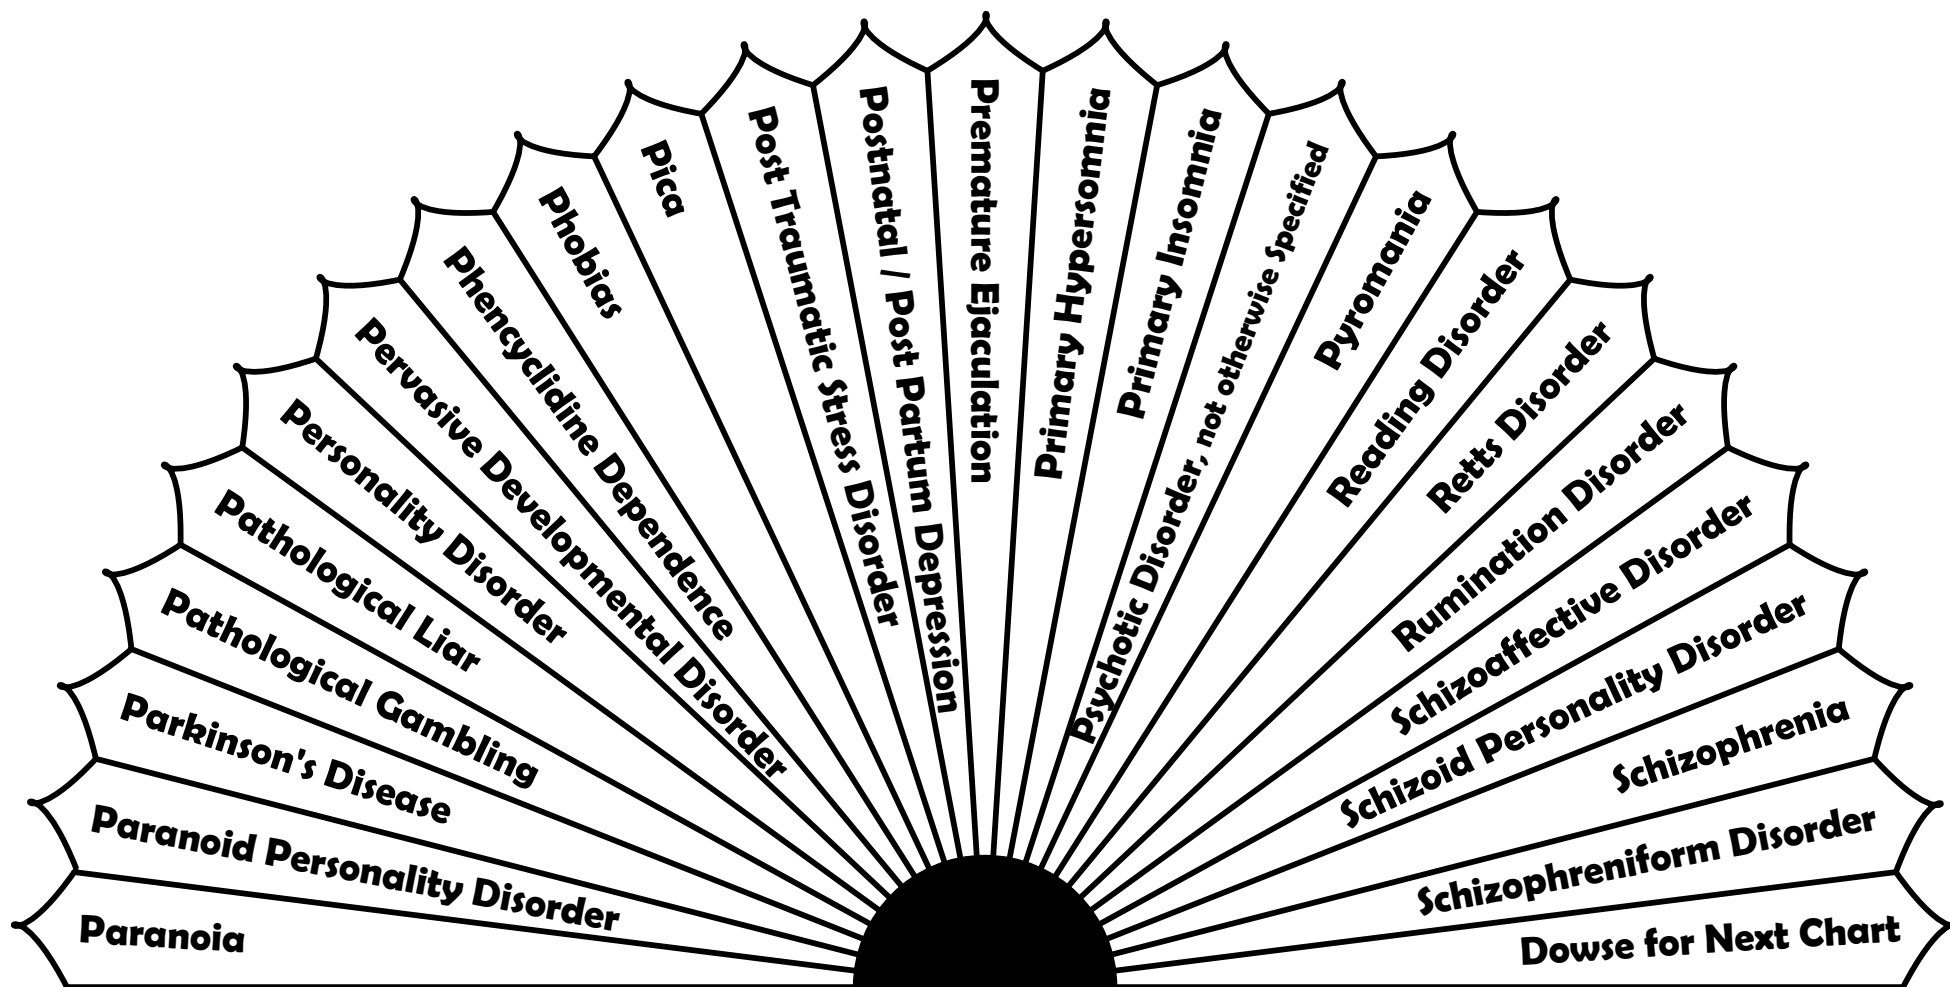 Paranoia
Paranoid Personality Disorder
Parkinson's Disease
Pathological Gambling
Pathological Liar
Personality Disorder
Pervasive Developmental Disorder
Phencyclidine Dependence
Phobias
Pica
Post Traumatic Stress Disorder
Postnatal / Post Partum Depression
Premature Ejaculation
Primary Hypersomnia
Primary Insomnia
Psychotic Disorder, not otherwise Specified
Pyromania
Reading Disorder
Retts Disorder
Rumination Disorder
Schizoaffective Disorder
Schizoid Personality Disorder
Schizophrenia
Schizophreniform Disorder
Dowse for Next Chart